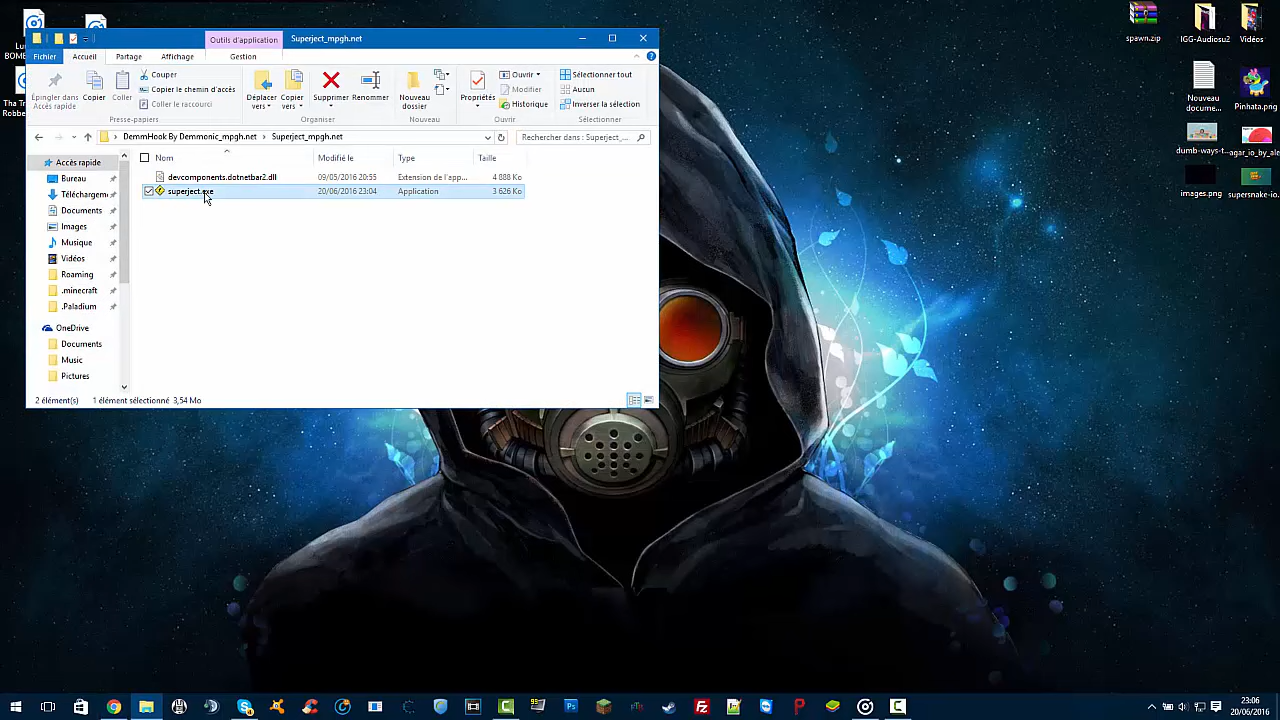 Outils d'application
Superject_mpgh.net
Fichier
Accueil
Partage
Affichage
Gestion
Épingler dans Accès rapide
Copier
Coller
Couper
Copier le chemin d'accès
Coller le raccourci
Déplacer vers
Copier vers
Supprimer
Renommer
Nouveau dossier
Propriétés
Ouvrir
Modifier
Historique
Sélectionner tout
Aucun
Inverser la sélection
Presse-papiers
Organiser
Nouveau
Ouvrir
Sélectionner
DemmHook By Demmonic_mpgh.net
Superject_mpgh.net
Rechercher dans : Superject_...
Nom
Modifié le
Type
Taille
devcomponents.dotnetbar2.dll
09/05/2016 20:55
Extension de l'app...
4 888 Ko
superject.exe
20/06/2016 23:04
Application
3 626 Ko
Accès rapide
Bureau
Téléchargem
Documents
Images
Musique
Vidéos
Roaming
.minecraft
.Paladium
OneDrive
Documents
Music
Pictures
2 élément(s)
1 élément sélectionné 3,54 Mo
spawn.zip
IGG-Audiosu2
Vidéos
Nouveau docume...
Pinhata.png
dumb-ways-t...
agar_io_by_ale...
images.png
supersnake-io...
Lu
BOMB
Tha Tra
Robbe
23:06
20/06/2016